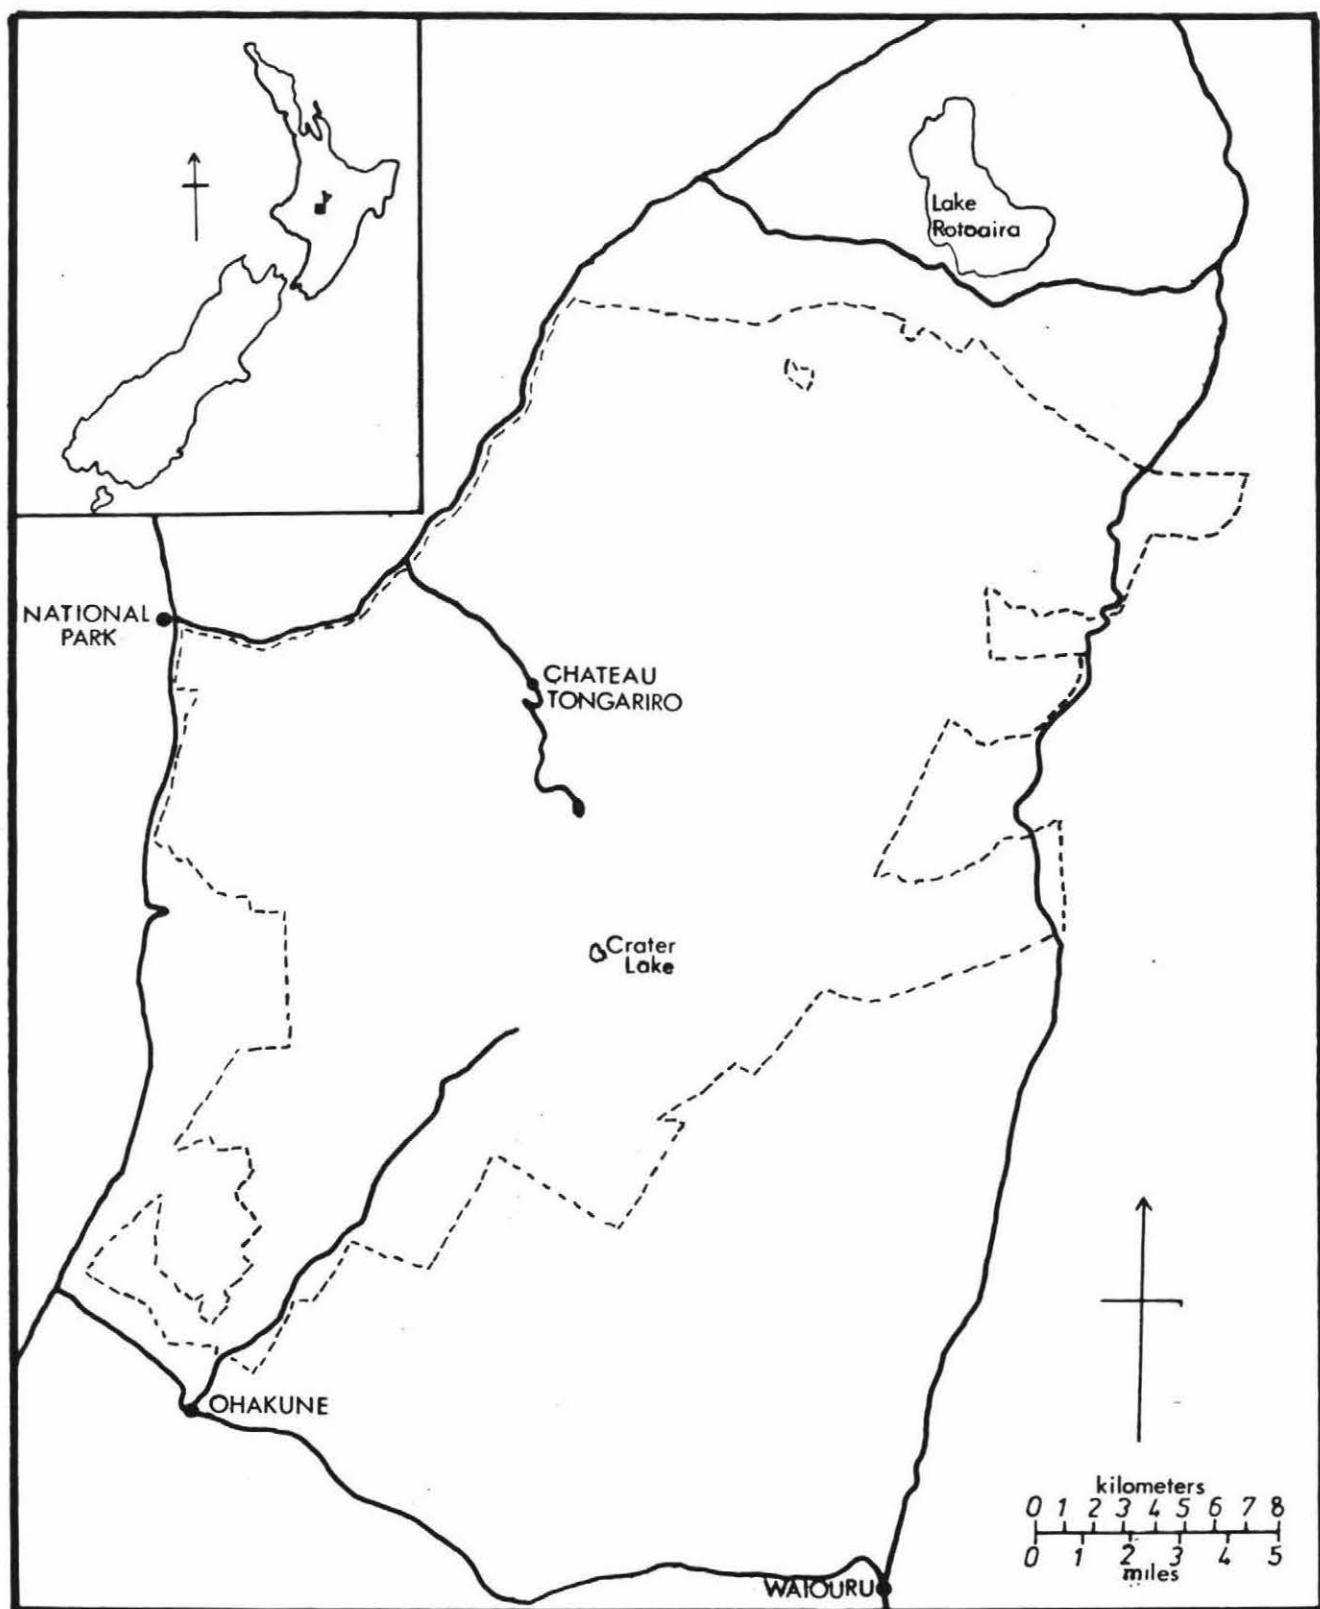 Lake
Rotoaira
NATIONAL
PARK
CHATEAU
TONGARIRO
Crater
Lake
OHAKUNE
kilometers
0 1 2 3 4 5 6 7 8
0 1 2 3 4 5
miles
WAIOURU